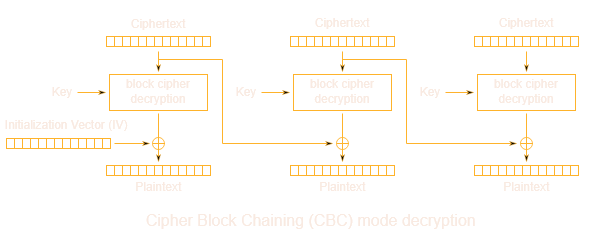 Ciphertext
Ciphertext
Ciphertext
Key
block cipher
decryption
Key
block cipher
decryption
Key
block cipher
decryption
Initialization Vector (IV)
Plaintext
Plaintext
Plaintext
Cipher Block Chaining (CBC) mode decryption